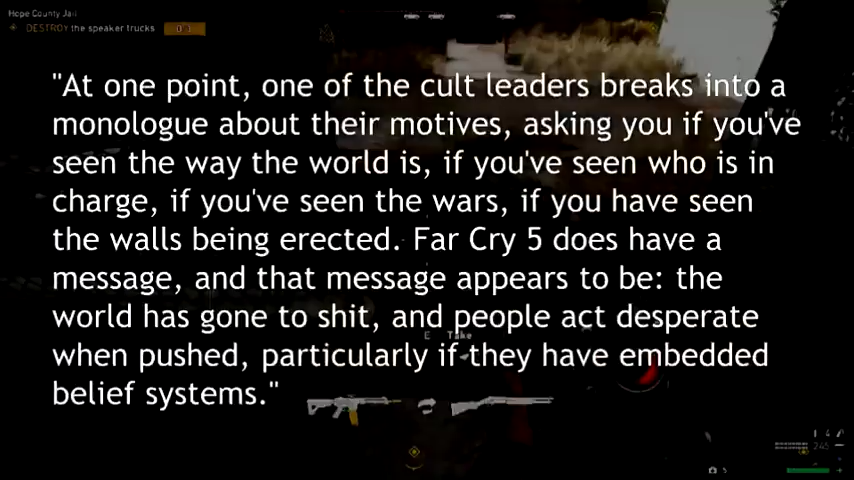 Hope County Jail
DESTROY the speaker trucks
0/3
"At one point, one of the cult leaders breaks into a
monologue about their motives, asking you if you've
seen the way the world is, if you've seen who is in
charge, if you've seen the wars, if you have seen
the walls being erected. Far Cry 5 does have a
message, and that message appears to be: the
world has gone to shit, and people act desperate
when pushed, particularly if they have embedded
belief systems."
E Take